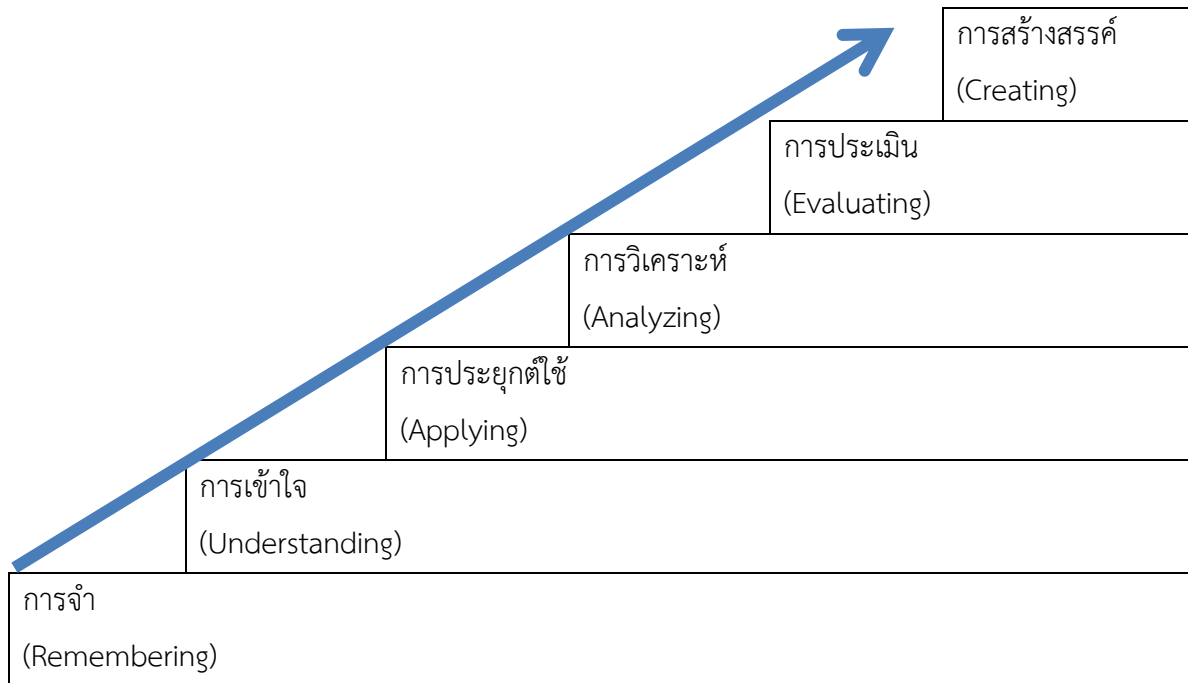 การสร้างสรรค์
(Creating)
การประเมิน
(Evaluating)
การวิเคราะห์
(Analyzing)
การประยุกต์ใช้
(Applying)
การเข้าใจ
(Understanding)
การจำ
(Remembering)